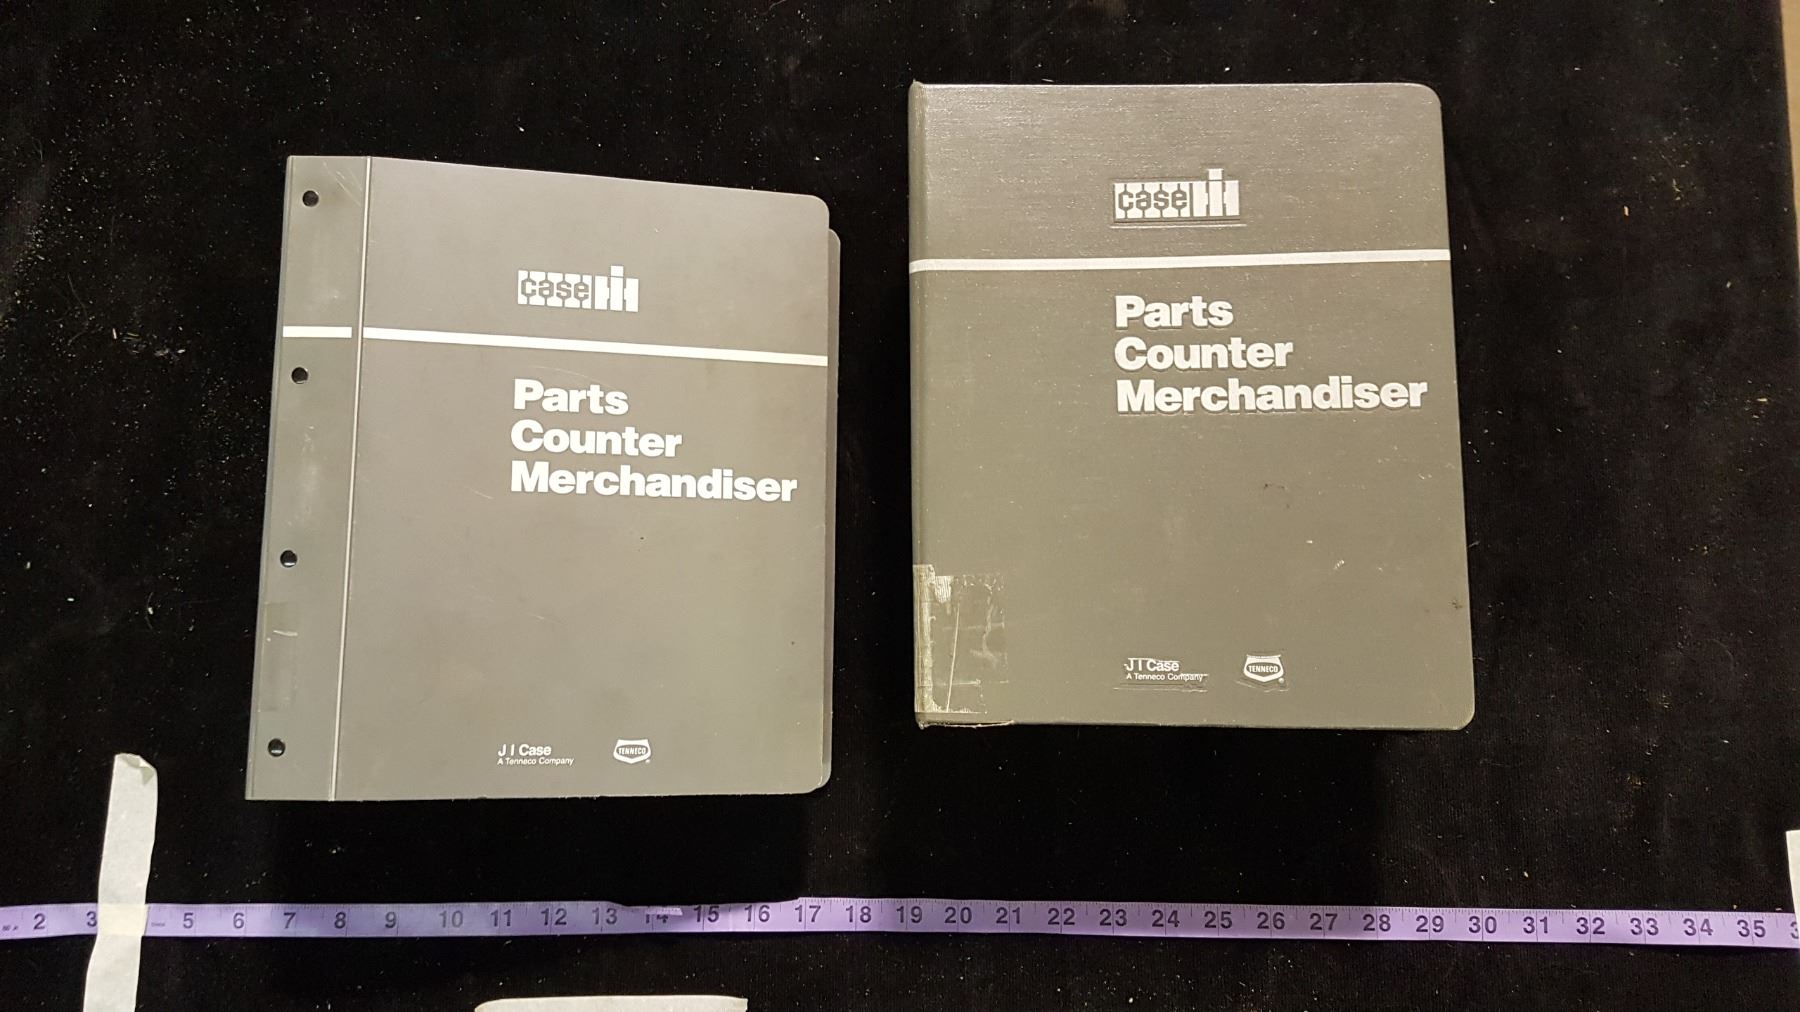 case IH
Parts
Counter
Merchandiser
J I Case
A Tenneco Company
TENNECO
®
case IH
Parts
Counter
Merchandiser
J I Case
A Tenneco Company
TENNECO
®
2 3 5 6 7 8 9 10 11 12 13 14 15 16 17 18 19 20 21 22 23 24 25 26 27 28 29 30 31 32 33 34 35